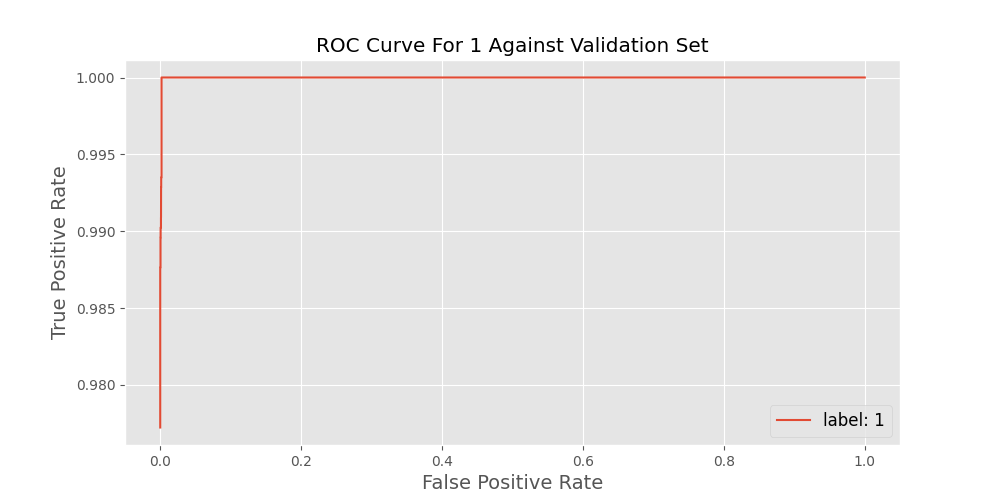 ROC Curve For 1 Against Validation Set
True Positive Rate
1.000
0.995
0.990
0.985
0.980
label: 1
0.0 0.2 0.4 0.6 0.8 1.0
False Positive Rate